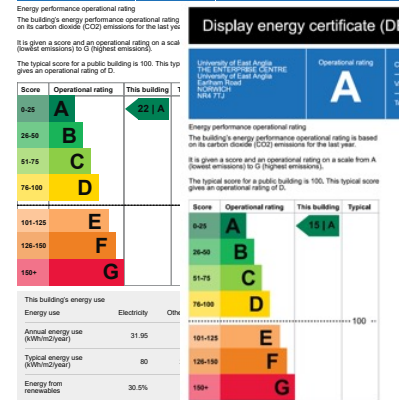 Energy performance operating rating
The building's energy performance operational rating
on its carbon dioxide (CO2) emissions for the last yea
It is given a score and an operational rating on a scal
(lowest emissions) to G (highest emissions).
The typical score for a public building is 100. This typ
gives an operational rating of D.
Score Operational rating This building T
0-25 A 22 | A
26-50 B
51-75 C
76-100 D
101-125 E
126-150 F
150+ G
This building's energy use
Energy use Electricity Othe
Annual energy use
(kWh/m2/year) 31.95
Typical energy use
(kWh/m2/year) 80
Energy from
renewables 30.5%
Display energy certificate (DE
University of East Anglia
THE ENTERPRISE CENTRE
University of East Anglia
Earlham Road
NORWICH
NR4 7TJ
Operational rating
A
C
V
To
Energy performance operating rating
The building's energy performance operational rating is based
on its carbon dioxide (CO2) emissions for the last year.
It is given a score and an operational rating on a scale from A
(lowest emissions) to G (highest emissions).
The typical score for a public building is 100. This typical score
gives an operational rating of D.
Score Operational rating This building Typical
0-25 A 15 | A
26-50 B
51-75 C
76-100 D
100
101-125 E
126-150 F
150+ G